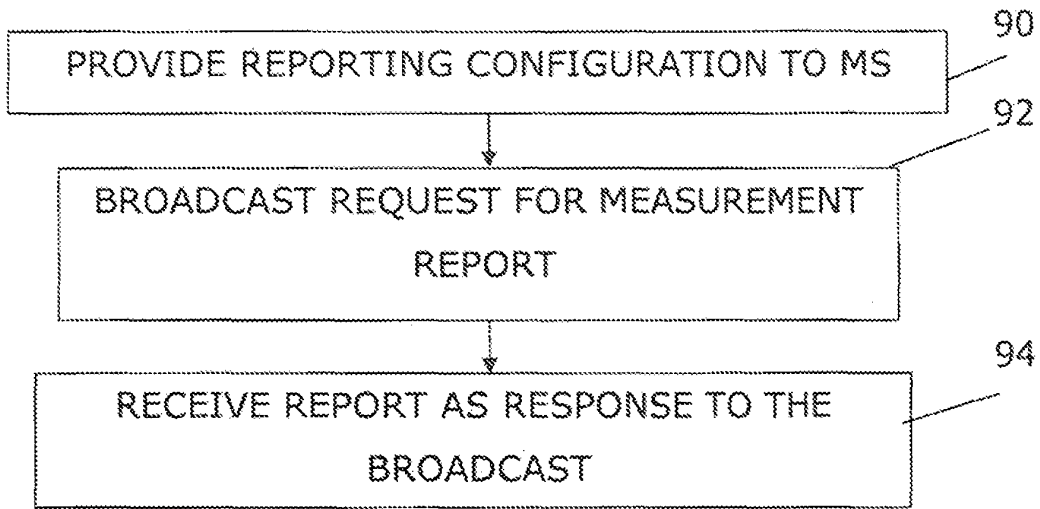 90
PROVIDE REPORTING CONFIGURATION TO MS
92
BROADCAST REQUEST FOR MEASUREMENT
REPORT
94
RECEIVE REPORT AS RESPONSE TO THE
BROADCAST